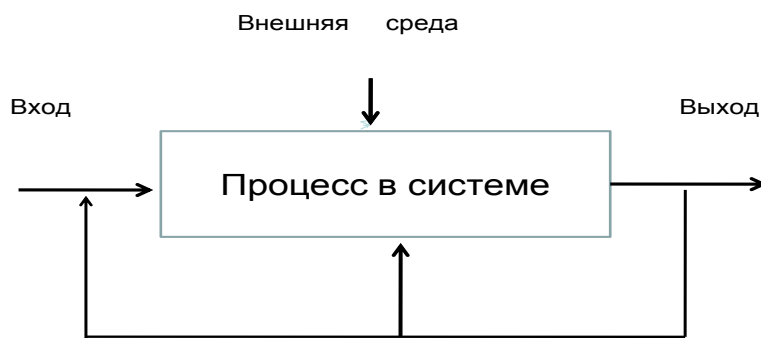 Внешняя среда
Вход
Выход
Процесс в системе